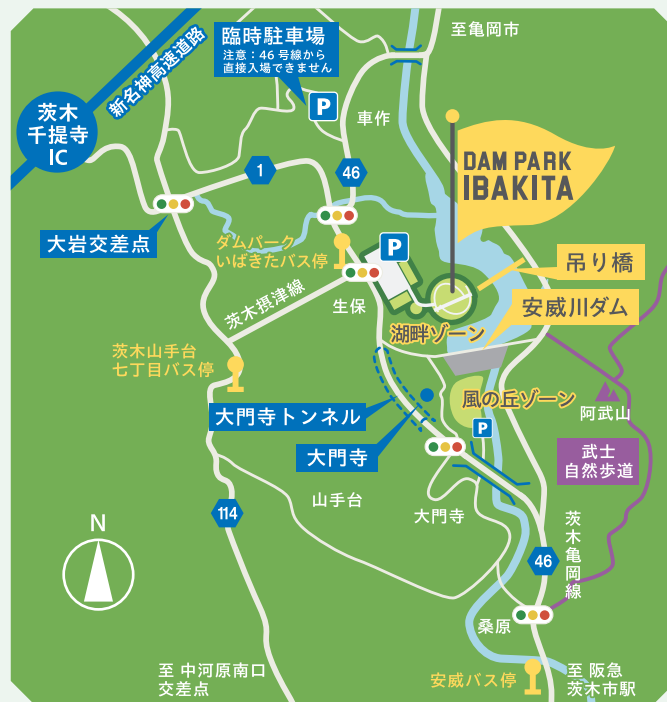 臨時駐車場
注意：46号線から
直接入場できません
P
至亀岡市
新名神高速道路
茨木
千提寺
IC
車作
DAM PARK
IBAKITA
1
46
大岩交差点
ダムパーク
いばきたバス停
P
吊り橋
茨木摂津線
生保
安威川ダム
湖畔ゾーン
茨木山手台
七丁目バス停
風の丘ゾーン
阿武山
大門寺トンネル
P
武士
自然歩道
大門寺
山手台
大門寺
114
茨木亀岡線
N
46
桑原
至 中河原南口
交差点
安威バス停
至 阪急
茨木市駅